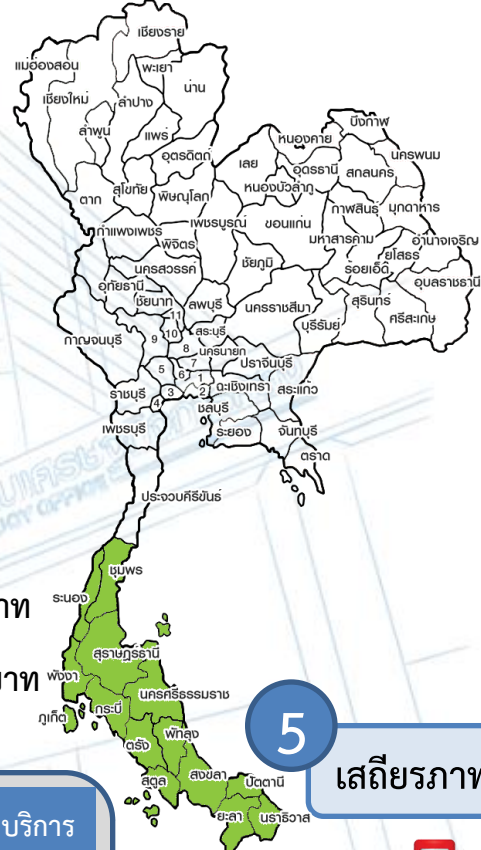 เชียงราย
แม่ฮ่องสอน
พะเยา
น่าน
เชียงใหม่
ลำปาง
ลำพูน
แพร่
บึงกาฬ
หนองคาย
อุตรดิตถ์
เลย
อุดรธานี
นครพนม
สกลนคร
หนองบัวลำภู
ตาก
สุโขทัย
พิษณุโลก
กาฬสินธุ์
มุกดาหาร
กำแพงเพชร
เพชรบูรณ์
ขอนแก่น
มหาสารคาม
อำนาจเจริญ
พิจิตร
ยโสธร
ร้อยเอ็ด
นครสวรรค์
ชัยภูมิ
อุบลราชธานี
อุทัยธานี
ชัยนาท
ลพบุรี
นครราชสีมา
สุรินทร์
บุรีรัมย์
ศรีสะเกษ
11
10
สระบุรี
กาญจนบุรี
9
8
นครนายก
7
ปราจีนบุรี
5
6
1
ฉะเชิงเทรา
สระแก้ว
ราชบุรี
3
2
4
ชลบุรี
เพชรบุรี
ระยอง
จันทบุรี
ตราด
ประจวบคีรีขันธ์
ชุมพร
ระนอง
าท
สุราษฎร์ธานี
พังงา
นครศรีธรรมราช
ภูเก็ต
กระบี่
ตรัง
พัทลุง
5
เสถียรภาพ
สตูล
สงขลา
ปัตตานี
ยะลา
นราธิวาส
บริการ